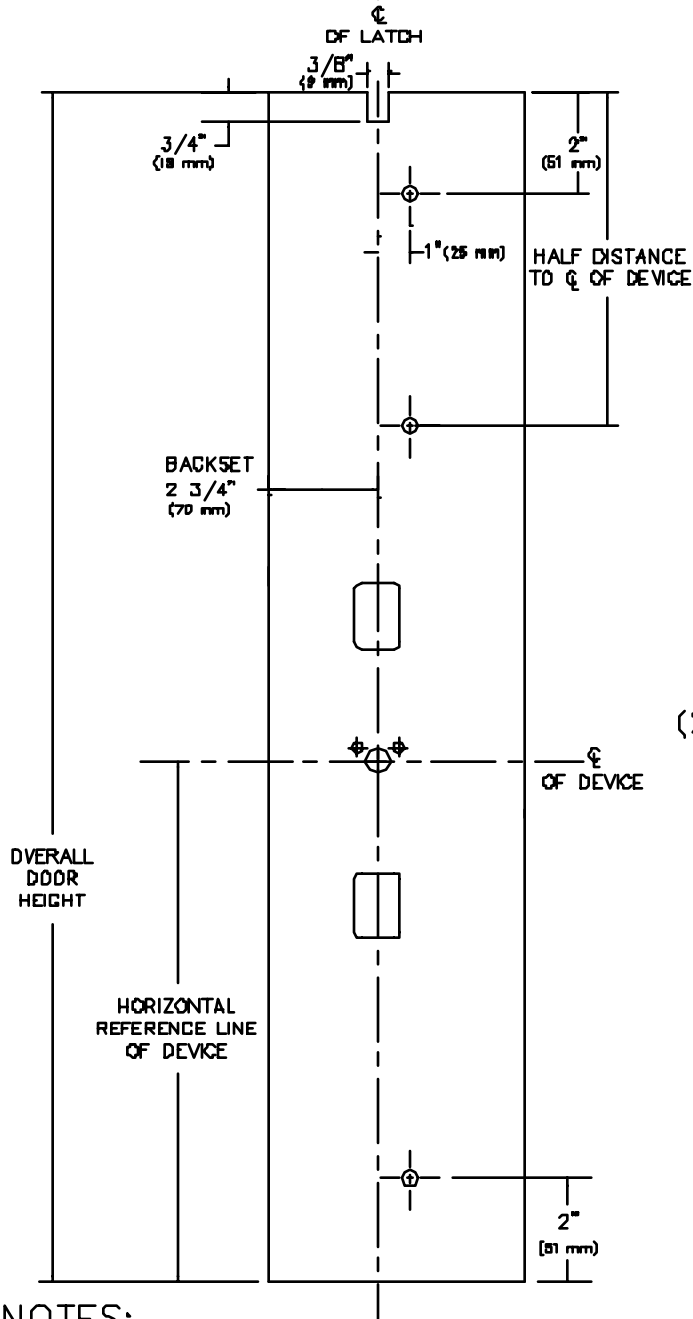 ℄
OF LATCH
3/8"
(9 mm)
3/4"
(19 mm)
2"
(51 mm)
1" (25 mm)
HALF DISTANCE
TO ℄ OF DEVICE
BACKSET
2 3/4"
(70 mm)
℄
OF DEVICE
OVERALL
DOOR
HEIGHT
HORIZONTAL
REFERENCE LINE
OF DEVICE
2"
(51 mm)
NOTES: